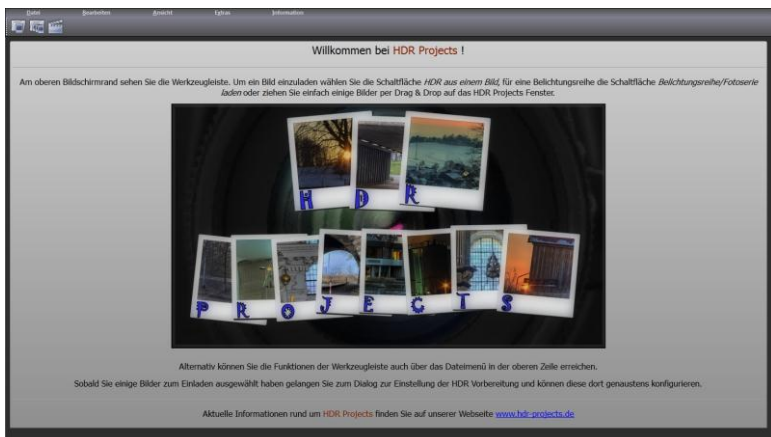 Datei Bearbeiten Ansicht Extras Information
Willkommen bei HDR Projects !
Am oberen Bildschirmrand sehen Sie die Werkzeugleiste. Um ein Bild einzuladen wählen Sie die Schaltfläche HDR aus einem Bild, für eine Belichtungsreihe die Schaltfläche Belichtungsreihe/Fotoserie
laden oder ziehen Sie einfach einige Bilder per Drag & Drop auf das HDR Projects Fenster.
HDR
PROJECTS
Alternativ können Sie die Funktionen der Werkzeugleiste auch über das Dateimenü in der oberen Zeile erreichen.
Sobald Sie einige Bilder zum Einladen ausgewählt haben gelangen Sie zum Dialog zur Einstellung der HDR Vorbereitung und können diese dort genaustens konfigurieren.
Aktuelle Informationen rund um HDR Projects finden Sie auf unserer Webseite www.hdr-projects.de